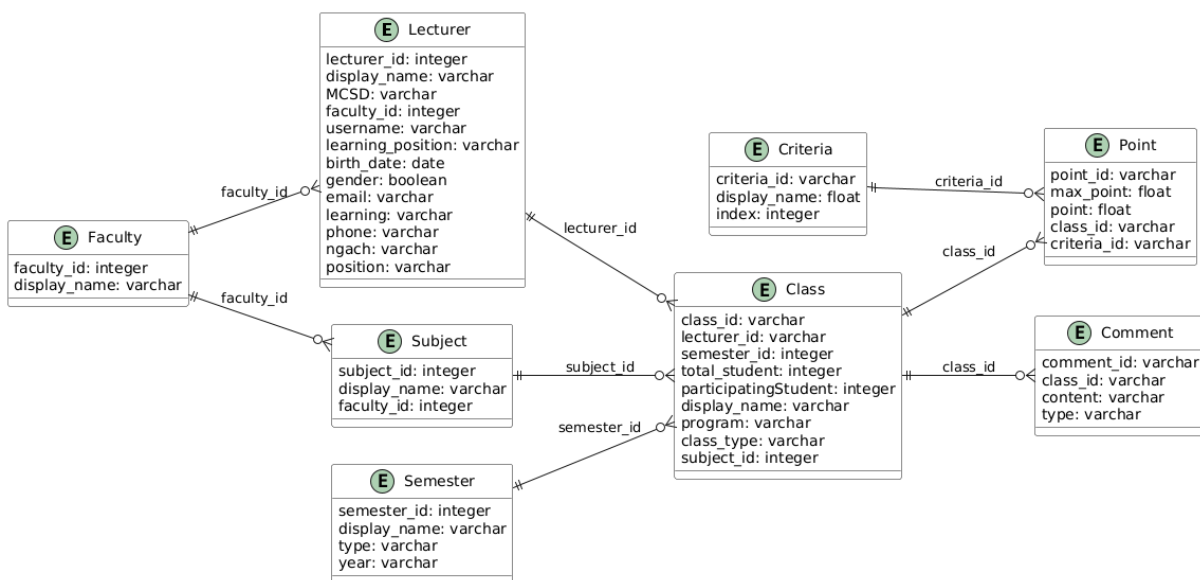 E Faculty
faculty_id: integer
display_name: varchar
faculty_id
faculty_id
E Lecturer
lecturer_id: integer
display_name: varchar
MCSD: varchar
faculty_id: integer
username: varchar
learning_position: varchar
birth_date: date
gender: boolean
email: varchar
learning: varchar
phone: varchar
ngach: varchar
position: varchar
E Subject
subject_id: integer
display_name: varchar
faculty_id: integer
E Semester
semester_id: integer
display_name: varchar
type: varchar
year: varchar
lecturer_id
subject_id
semester_id
E Criteria
criteria_id: varchar
display_name: float
index: integer
E Class
class_id: varchar
lecturer_id: varchar
semester_id: integer
total_student: integer
participatingStudent: integer
display_name: varchar
program: varchar
class_type: varchar
subject_id: integer
criteria_id
class_id
class_id
E Point
point_id: varchar
max_point: float
point: float
class_id: varchar
criteria_id: varchar
E Comment
comment_id: varchar
class_id: varchar
content: varchar
type: varchar